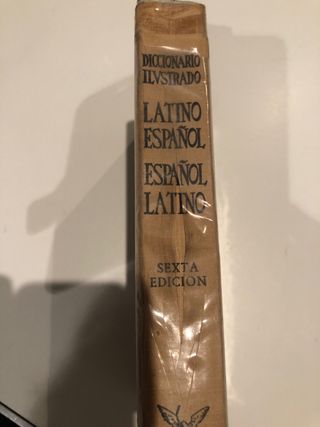 DICCIONARIO
ILVSTRADO
LATINO
ESPAÑOL
ESPAÑOL
LATINO
SEXTA
EDICION